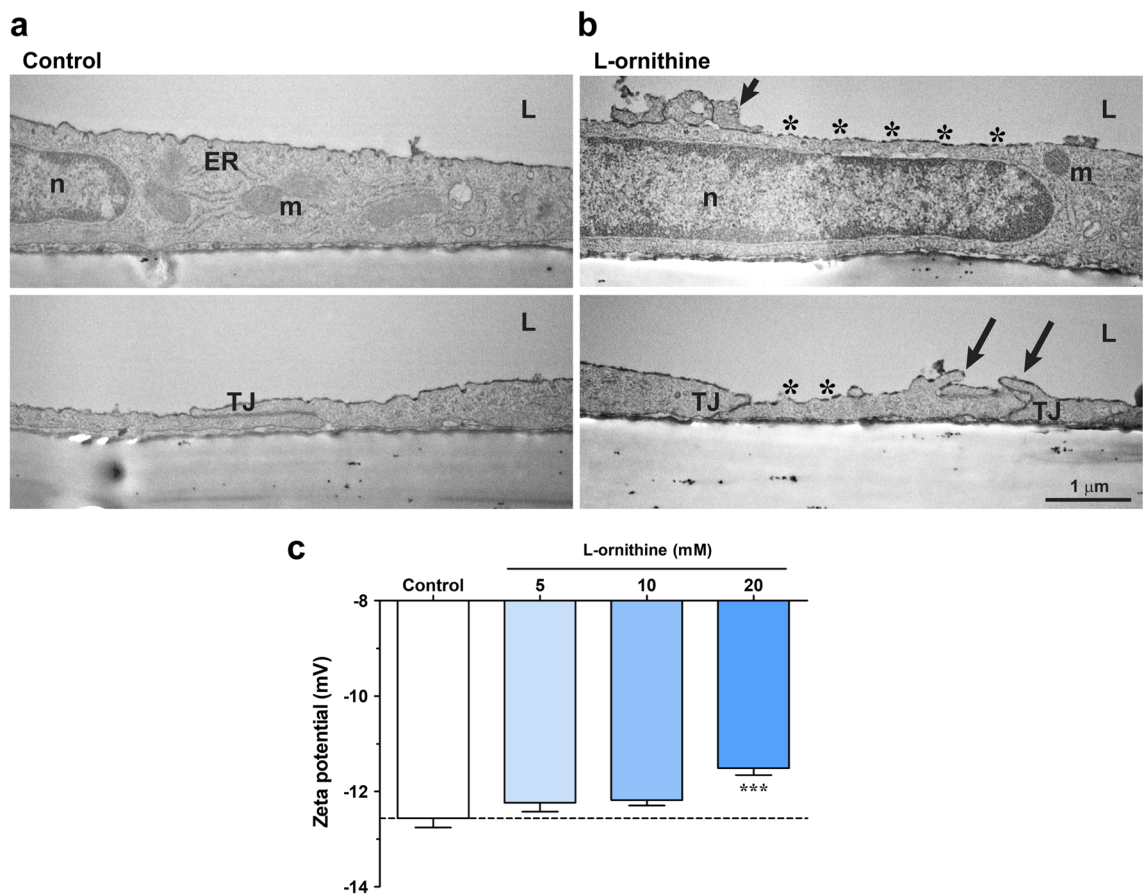 a
Control
L
ER
n
m
L
TJ
b
L-ornithine
L
* * * * *
m
n
L
* *
TJ
TJ
1 μm
c
L-ornithine (mM)
Control 5 10 20
-8
-10
-12
-14
Zeta potential (mV)
***